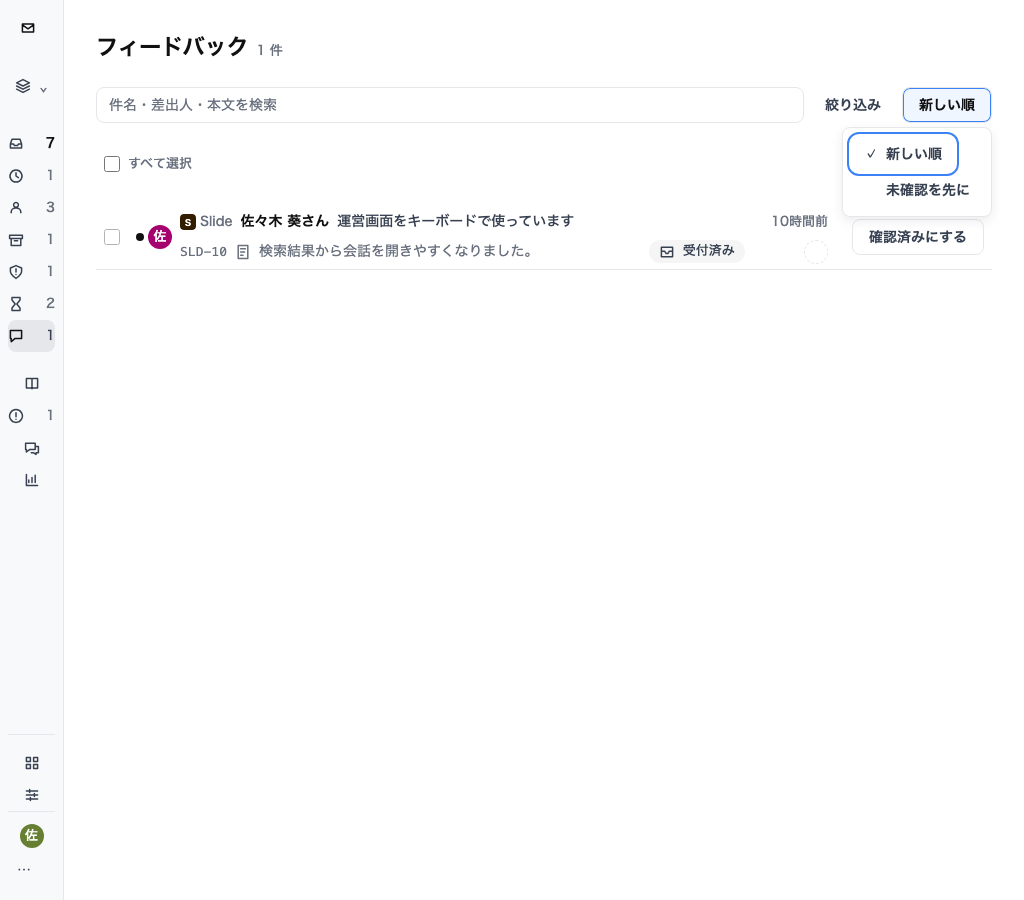 フィードバック 1 件
件名・差出人・本文を検索
絞り込み
新しい順
✓ 新しい順
未確認を先に
すべて選択
佐
S Slide 佐々木 葵さん 運営画面をキーボードで使っています
10時間前
SLD-10 検索結果から会話を開きやすくなりました。
受付済み
確認済みにする
7
1
3
1
1
2
1
1
佐
…